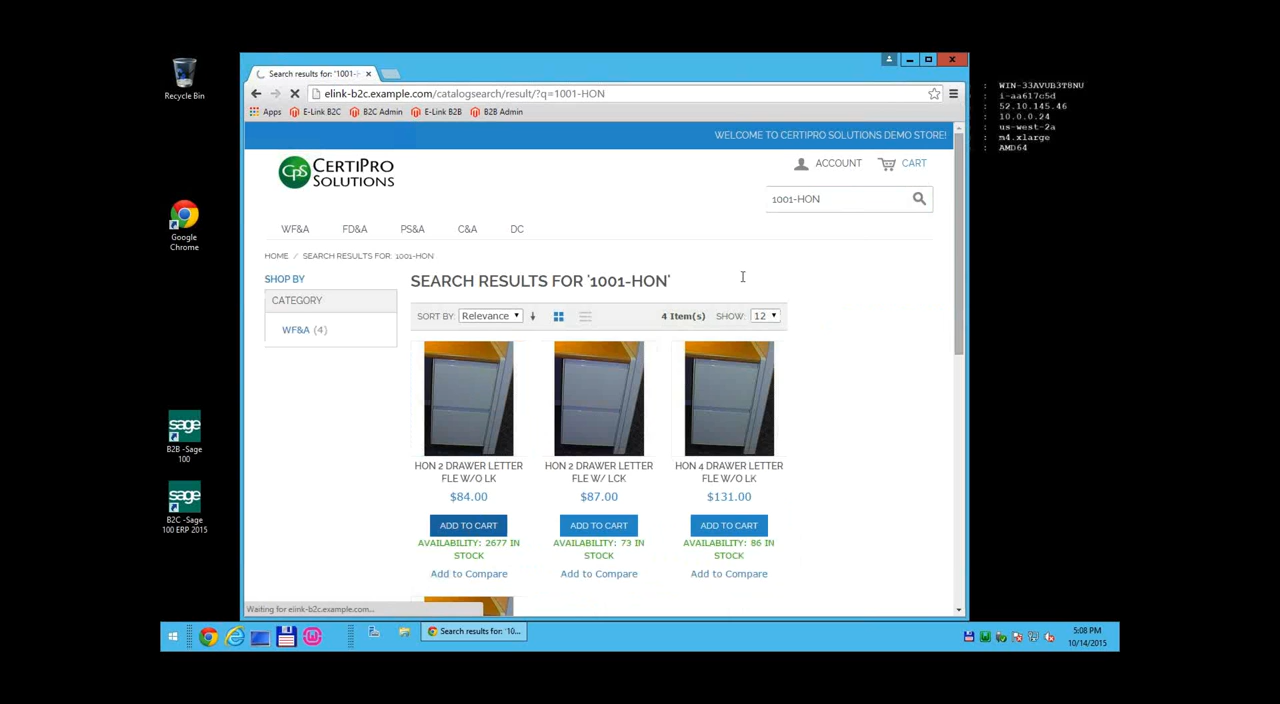 Recycle Bin
Google Chrome
B2B -Sage 100
B2C -Sage 100 ERP 2015
sage
sage
Search results for: '1001-H
elink-b2c.example.com/catalogsearch/result/?q=1001-HON
Apps E-Link B2C B2C Admin E-Link B2B B2B Admin
WELCOME TO CERTIPRO SOLUTIONS DEMO STORE!
CPS CERTIPRO SOLUTIONS
ACCOUNT CART
1001-HON
WF&A FD&A PS&A C&A DC
HOME / SEARCH RESULTS FOR: 1001-HON
SHOP BY
CATEGORY
WF&A (4)
SEARCH RESULTS FOR '1001-HON'
SORT BY: Relevance 4 Item(s) SHOW: 12
HON 2 DRAWER LETTER FLE W/O LK
$84.00
ADD TO CART
AVAILABILITY: 2677 IN STOCK
Add to Compare
HON 2 DRAWER LETTER FLE W/ LCK
$87.00
ADD TO CART
AVAILABILITY: 73 IN STOCK
Add to Compare
HON 4 DRAWER LETTER FLE W/O LK
$131.00
ADD TO CART
AVAILABILITY: 86 IN STOCK
Add to Compare
Waiting for elink-b2c.example.com...
: WIN-33AVUB3T8NU
: i-aa617c5d
: 52.10.145.46
: 10.0.0.24
: us-west-2a
: m4.xlarge
: AMD64
Search results for: '10...
5:08 PM
10/14/2015